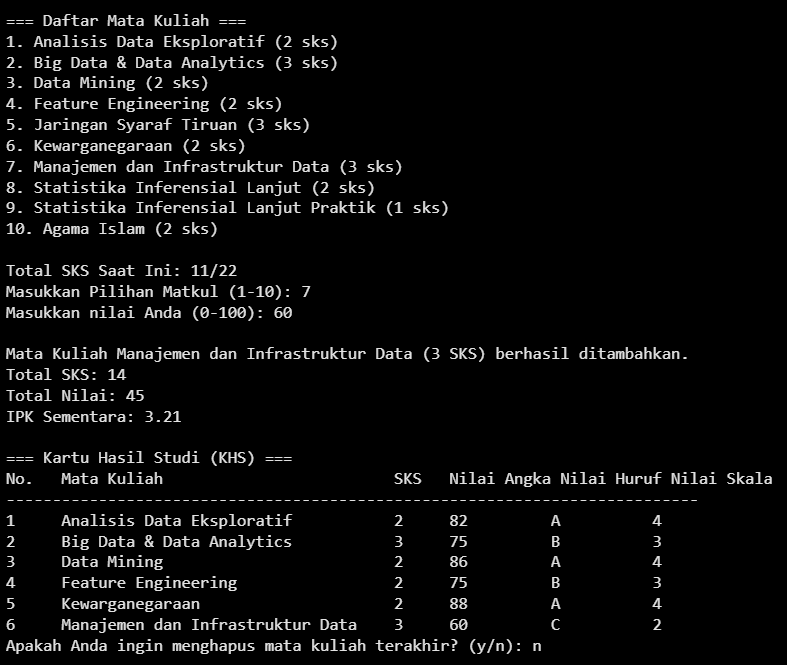 === Daftar Mata Kuliah ===
1. Analisis Data Eksploratif (2 sks)
2. Big Data & Data Analytics (3 sks)
3. Data Mining (2 sks)
4. Feature Engineering (2 sks)
5. Jaringan Syaraf Tiruan (3 sks)
6. Kewarganegaraan (2 sks)
7. Manajemen dan Infrastruktur Data (3 sks)
8. Statistika Inferensial Lanjut (2 sks)
9. Statistika Inferensial Lanjut Praktik (1 sks)
10. Agama Islam (2 sks)

Total SKS Saat Ini: 11/22
Masukkan Pilihan Matkul (1-10): 7
Masukkan nilai Anda (0-100): 60

Mata Kuliah Manajemen dan Infrastruktur Data (3 SKS) berhasil ditambahkan.
Total SKS: 14
Total Nilai: 45
IPK Sementara: 3.21

=== Kartu Hasil Studi (KHS) ===
No.   Mata Kuliah                         SKS   Nilai Angka Nilai Huruf Nilai Skala
---------------------------------------------------------------------------
1     Analisis Data Eksploratif           2     82         A          4
2     Big Data & Data Analytics           3     75         B          3
3     Data Mining                         2     86         A          4
4     Feature Engineering                 2     75         B          3
5     Kewarganegaraan                     2     88         A          4
6     Manajemen dan Infrastruktur Data    3     60         C          2
Apakah Anda ingin menghapus mata kuliah terakhir? (y/n): n